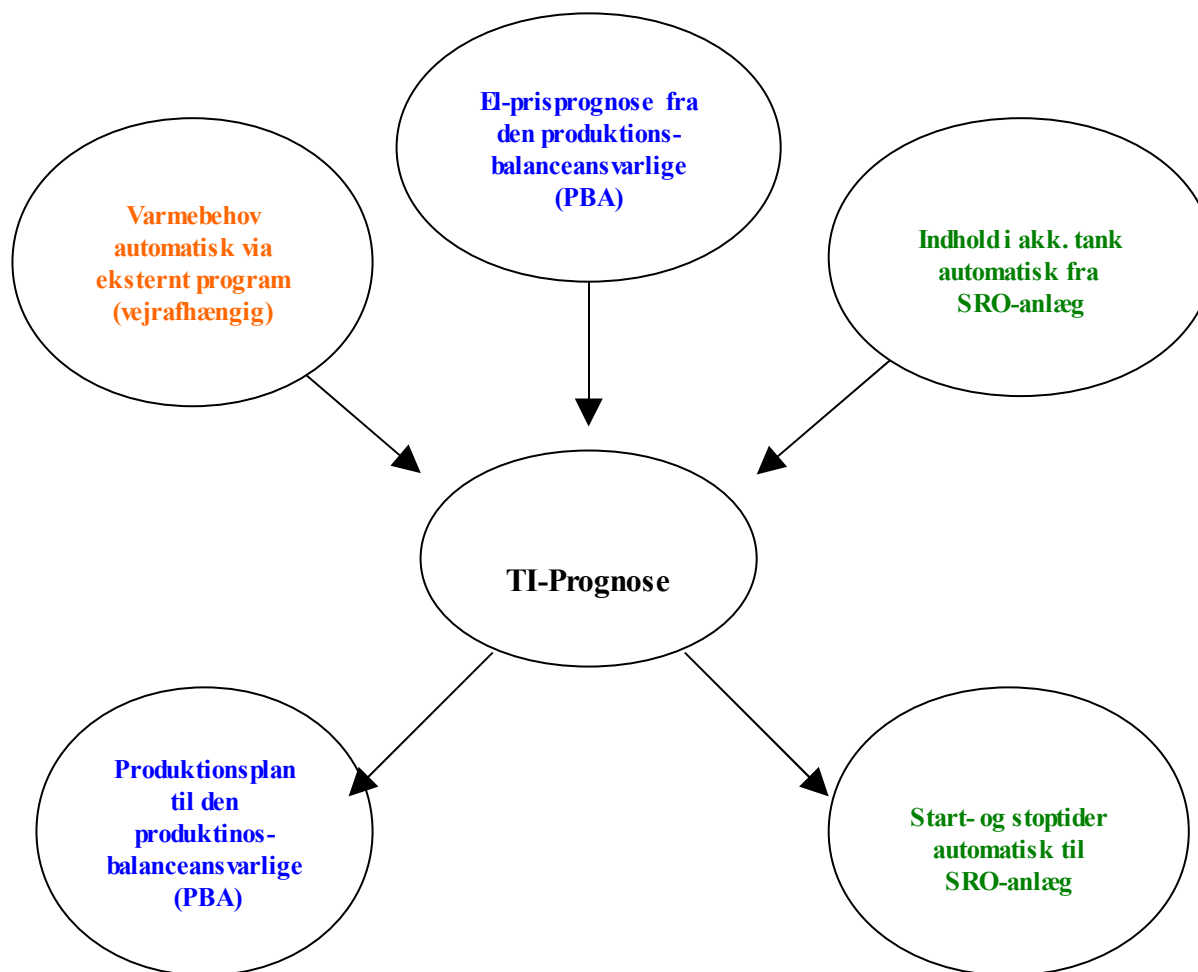 El-prisprognose fra
den produktions-
balanceansvarlige
(PBA)
Varmebehov
automatisk via
eksternt program
(vejrafhængig)
Indhold i akk. tank
automatisk fra
SRO-anlæg
TI-Prognose
Produktionsplan
til den
produktinos-
balanceansvarlige
(PBA)
Start- og stoptider
automatisk til
SRO-anlæg